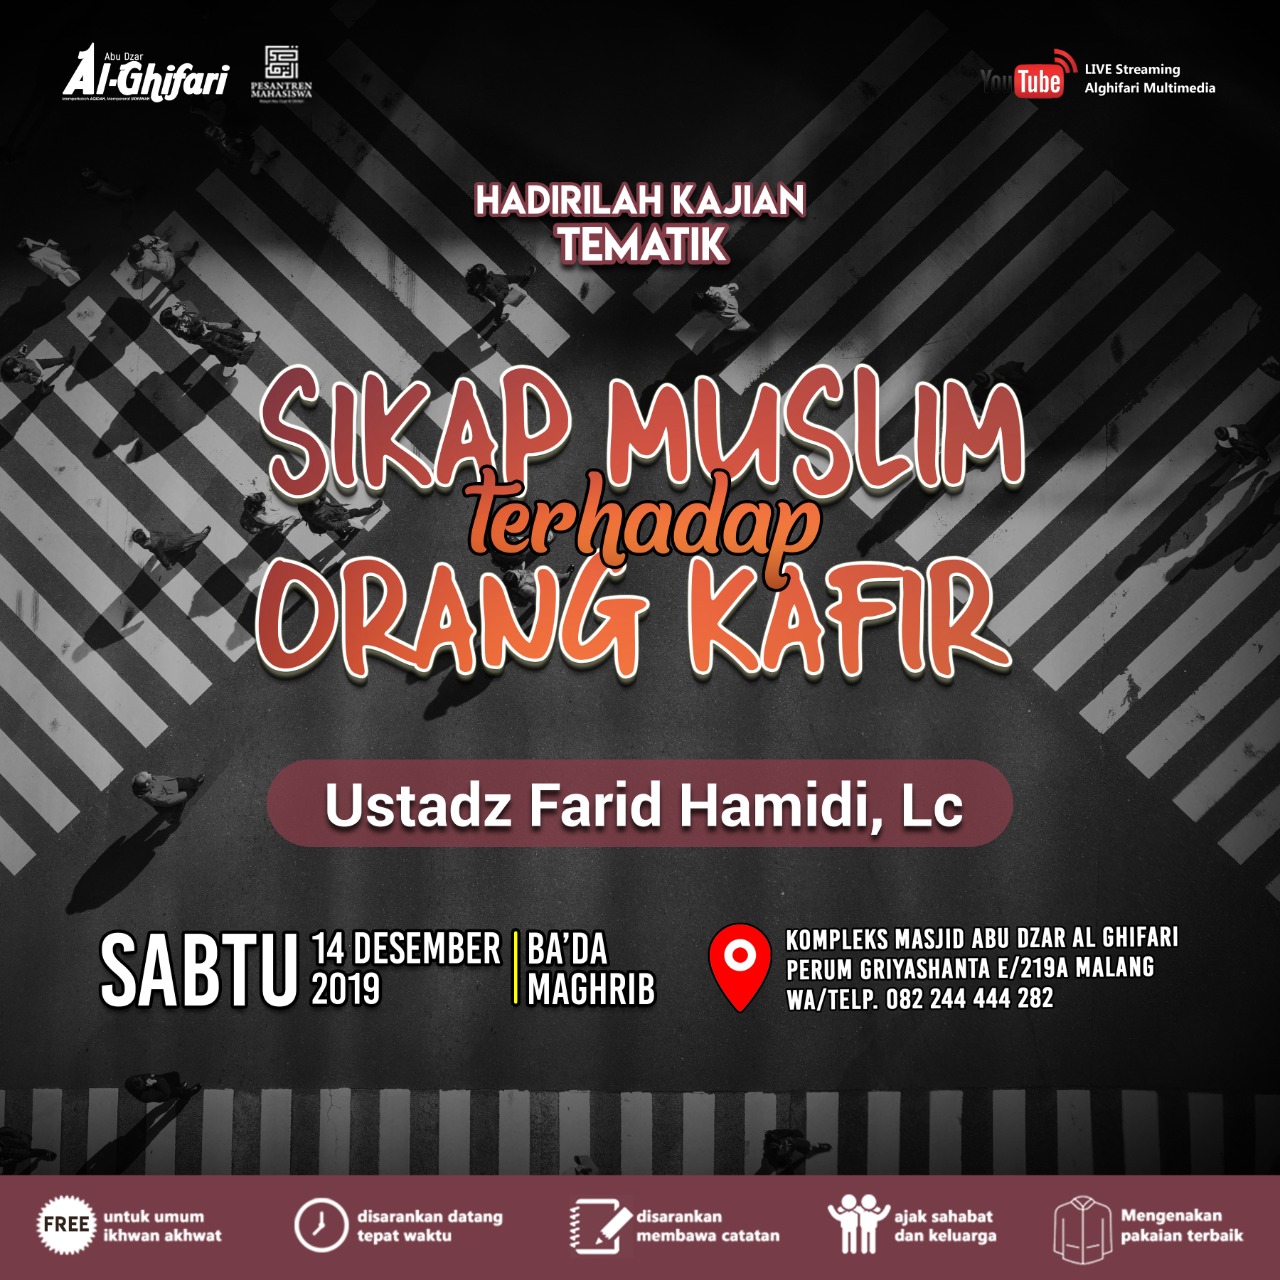 Abu Dzar
Al-Ghifari
PESANTREN
MAHASISWA
YouTube
LIVE Streaming
Alghifari Multimedia
HADIRILAH KAJIAN
TEMATIK
SIKAP MUSLIM
terhadap
ORANG KAFIR
Ustadz Farid Hamidi, Lc
SABTU
14 DESEMBER
2019
BA'DA
MAGHRIB
KOMPLEKS MASJID ABU DZAR AL GHIFARI
PERUM GRIYASHANTA E/219A MALANG
WA/TELP. 082 244 444 282
FREE
untuk umum
ikhwan akhwat
disarankan datang
tepat waktu
disarankan
membawa catatan
ajak sahabat
dan keluarga
Mengenakan
pakaian terbaik